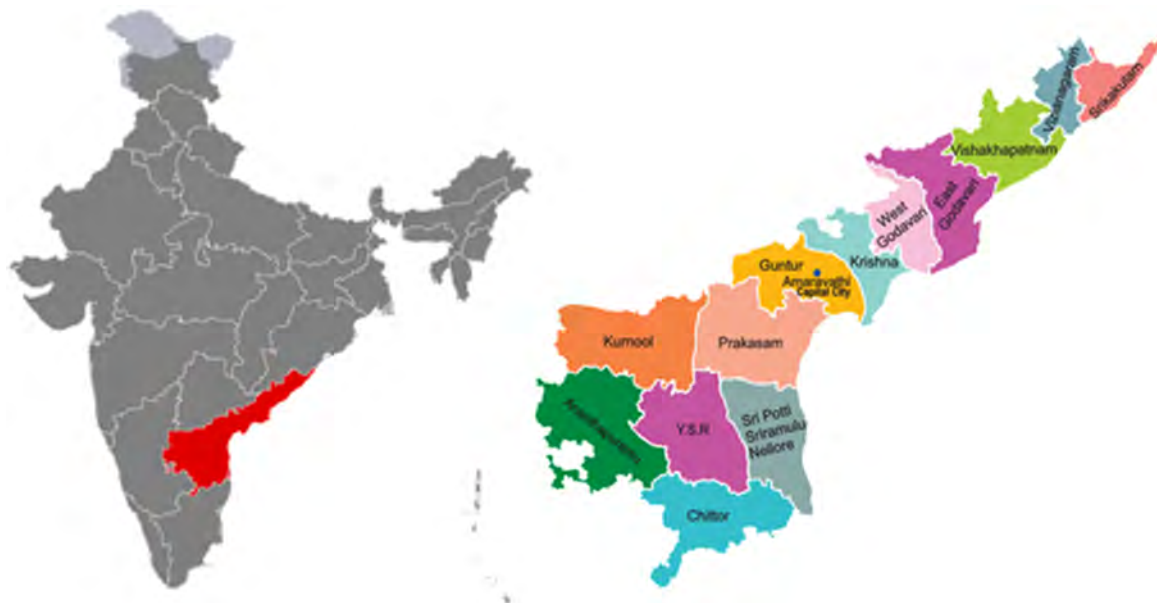 Srikakulam
Vizianagaram
Vishakhapatnam
East
Godavari
West
Godavari
Krishna
Guntur
Amaravathi
Capital City
Kurnool
Prakasam
Y.S.R
Sri Potti
Sriramulu
Nellore
Chittor